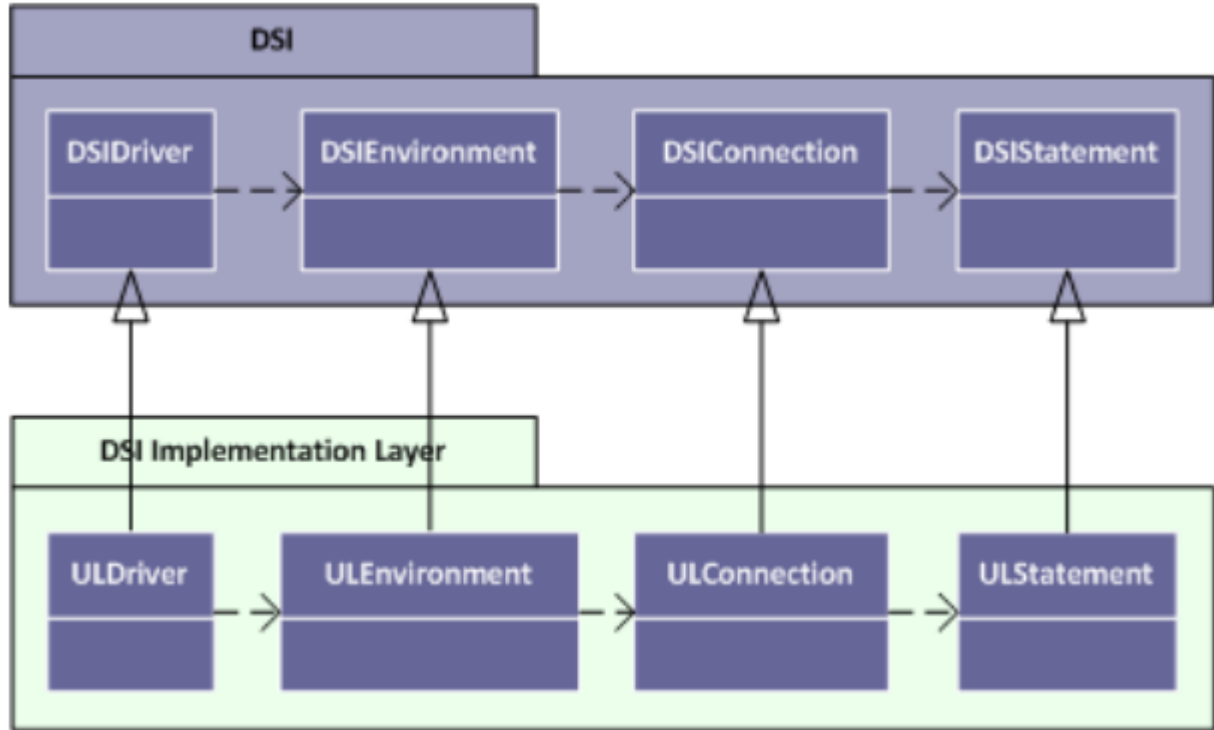 DSI
DSIDriver
DSIEnvironment
DSIConnection
DSIStatement
DSI Implementation Layer
ULDriver
ULEnvironment
ULConnection
ULStatement